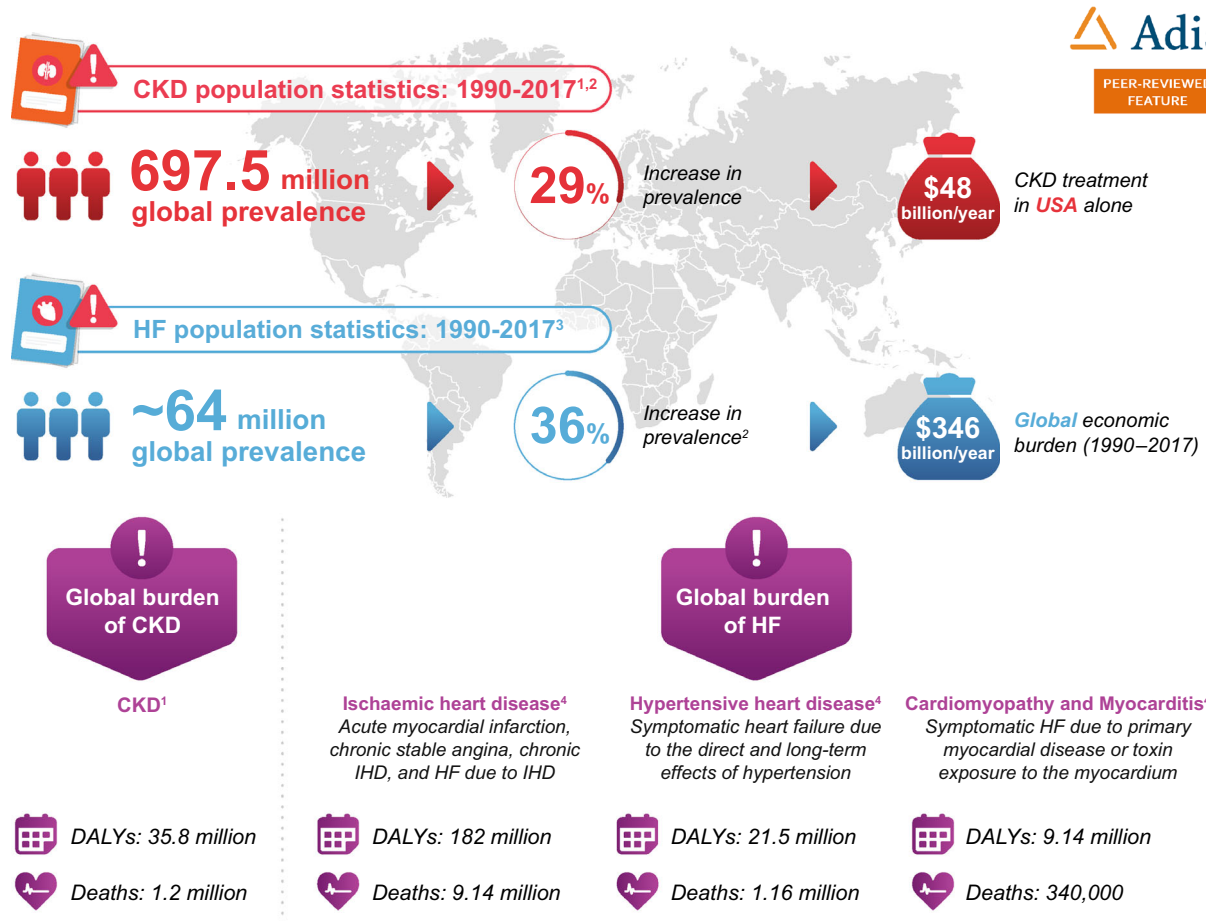 Adis
PEER-REVIEWED
FEATURE
CKD population statistics: 1990-2017¹,²
697.5 million
global prevalence
29%
Increase in
prevalence
$48
billion/year
CKD treatment
in USA alone
HF population statistics: 1990-2017³
~64 million
global prevalence
36%
Increase in
prevalence²
$346
billion/year
Global economic
burden (1990–2017)
!
Global burden
of CKD
!
Global burden
of HF
CKD¹
Ischaemic heart disease⁴
Acute myocardial infarction,
chronic stable angina, chronic
IHD, and HF due to IHD
Hypertensive heart disease⁴
Symptomatic heart failure due
to the direct and long-term
effects of hypertension
Cardiomyopathy and Myocarditis⁴
Symptomatic HF due to primary
myocardial disease or toxin
exposure to the myocardium
DALYs: 35.8 million
Deaths: 1.2 million
DALYs: 182 million
Deaths: 9.14 million
DALYs: 21.5 million
Deaths: 1.16 million
DALYs: 9.14 million
Deaths: 340,000